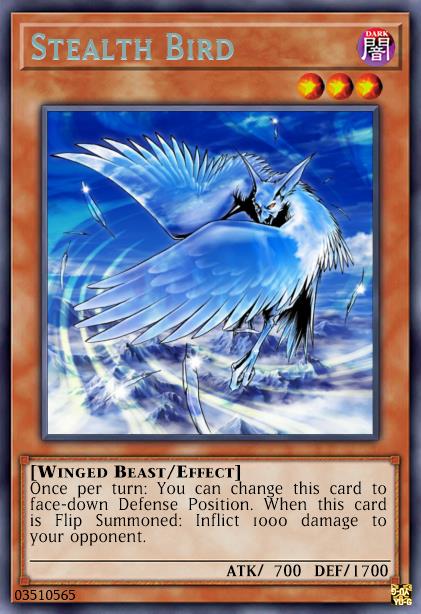 STEALTH BIRD
DARK
闇
[WINGED BEAST/EFFECT]
Once per turn: You can change this card to
face-down Defense Position. When this card
is Flip Summoned: Inflict 1000 damage to
your opponent.
ATK/ 700 DEF/1700
03510565